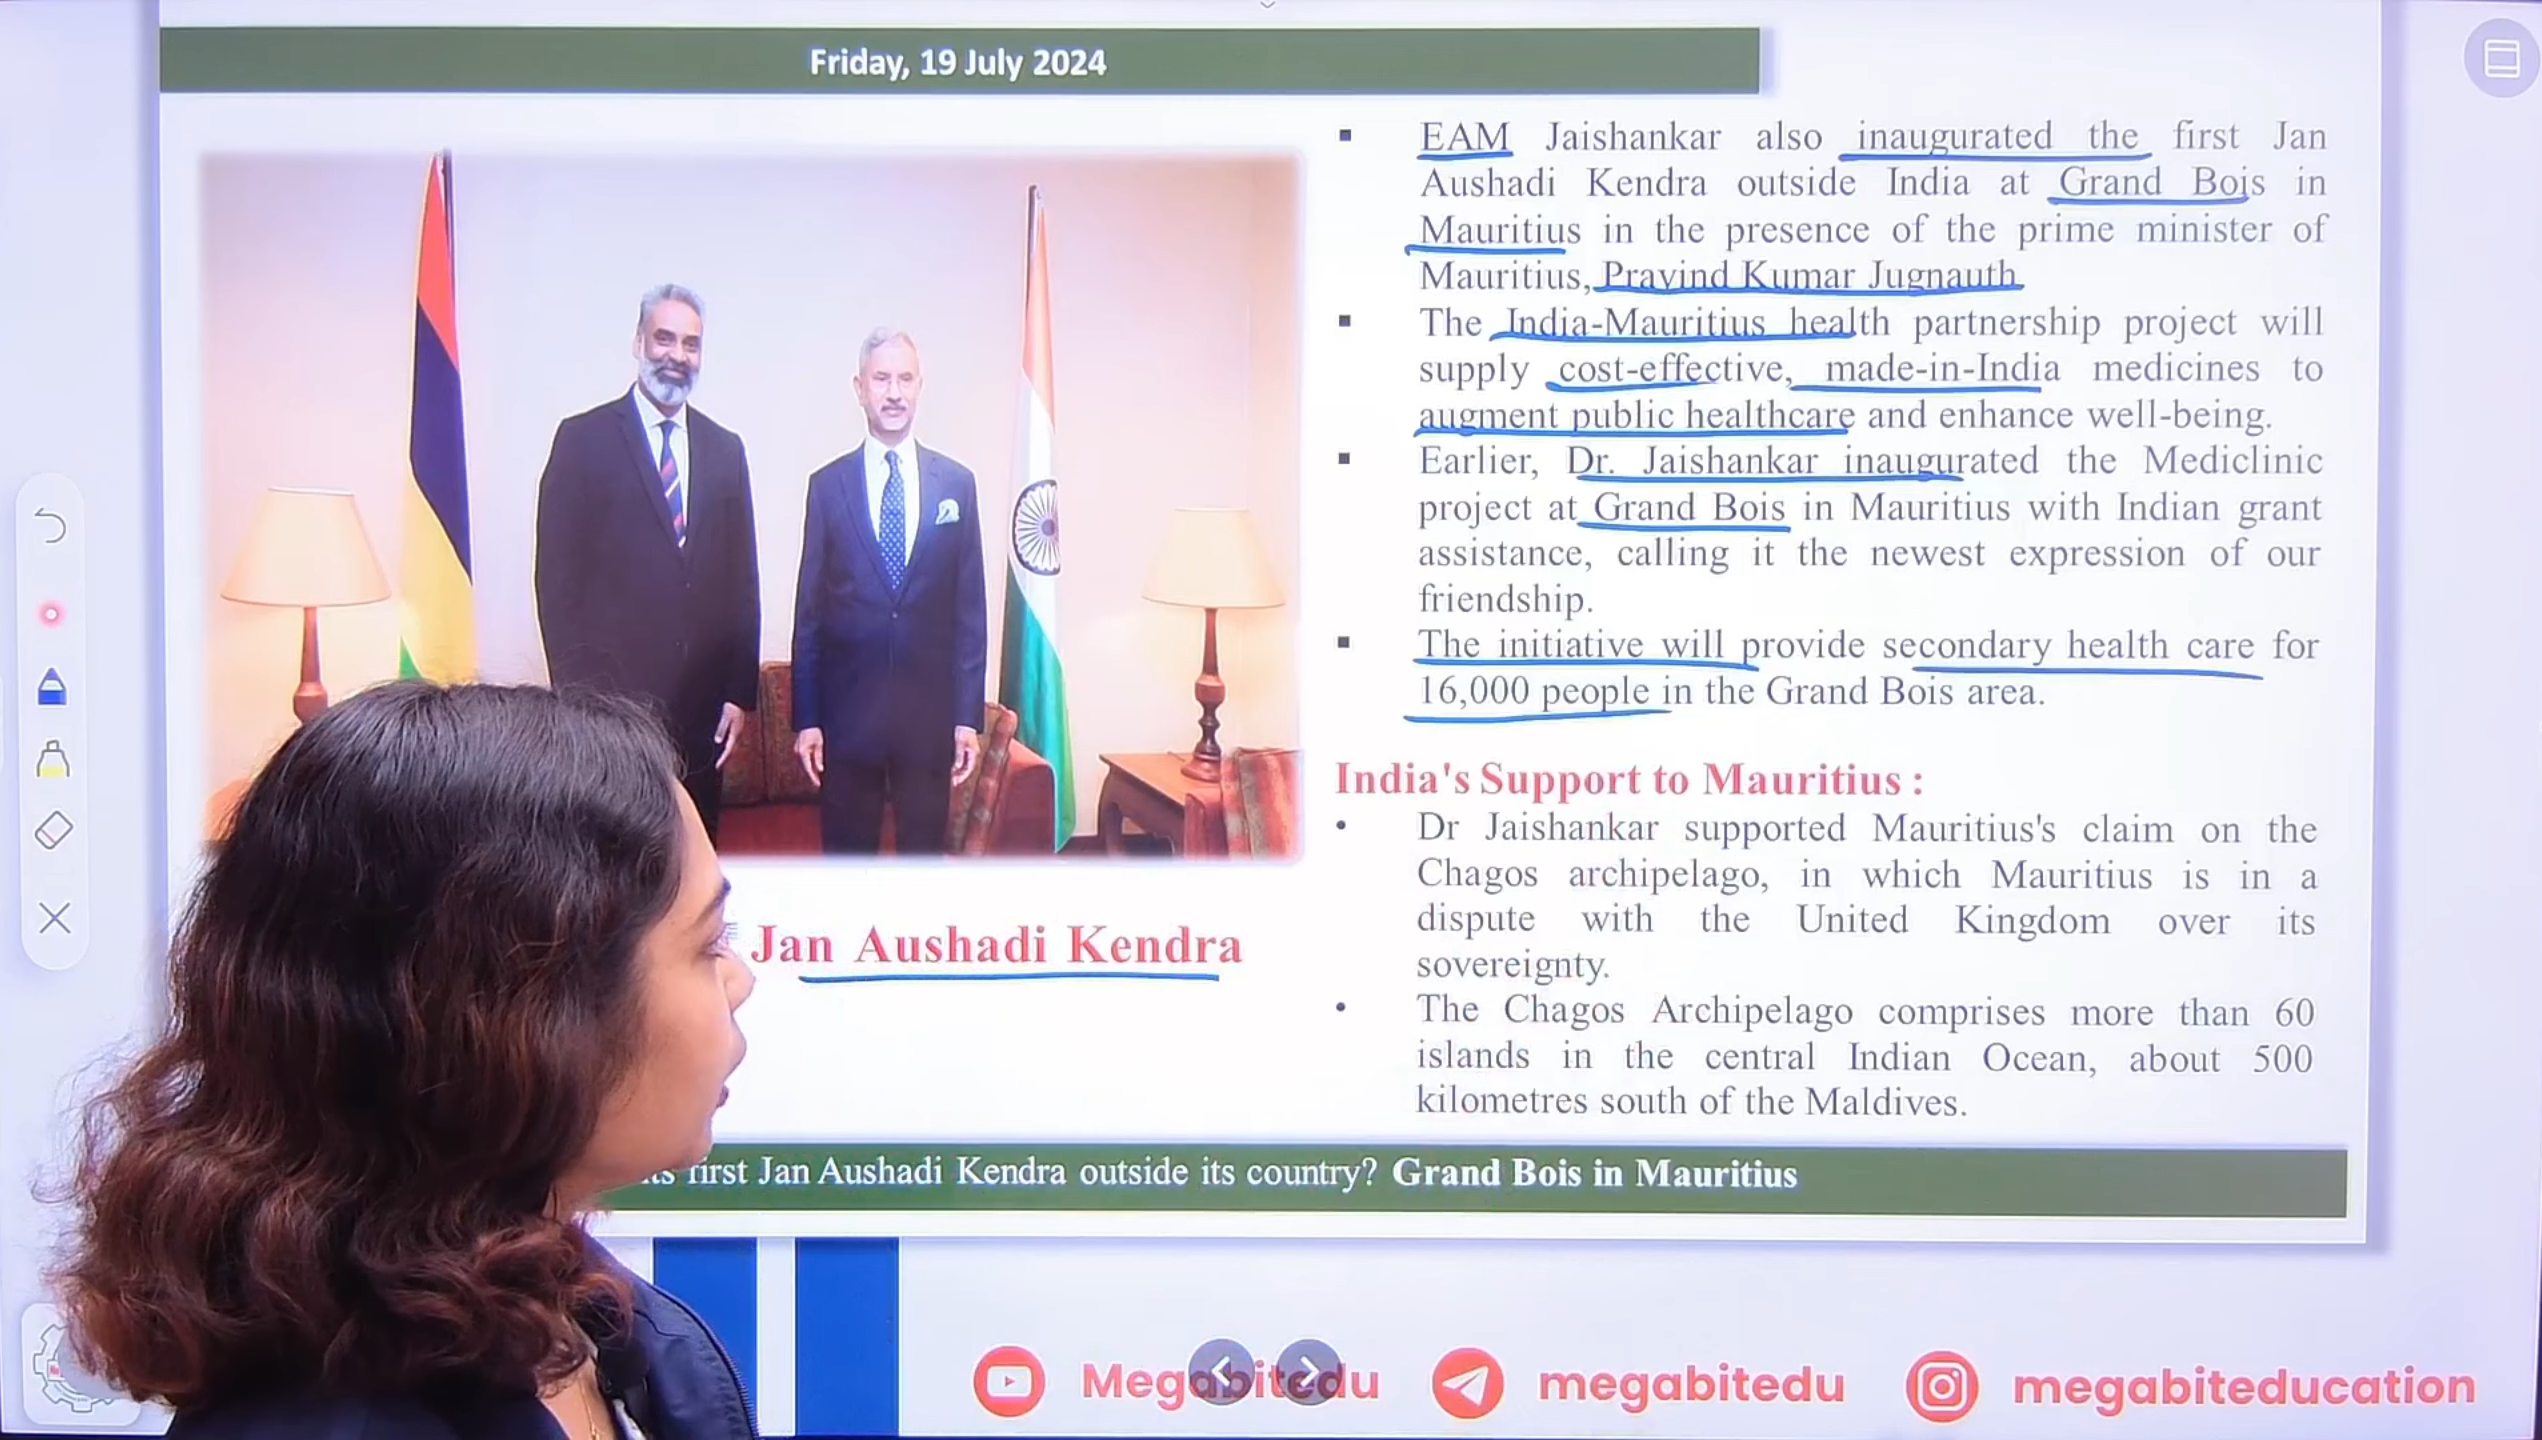 Friday, 19 July 2024
▪ EAM Jaishankar also inaugurated the first Jan
Aushadi Kendra outside India at Grand Bois in
Mauritius in the presence of the prime minister of
Mauritius, Pravind Kumar Jugnauth
▪ The India-Mauritius health partnership project will
supply cost-effective, made-in-India medicines to
augment public healthcare and enhance well-being.
▪ Earlier, Dr. Jaishankar inaugurated the Mediclinic
project at Grand Bois in Mauritius with Indian grant
assistance, calling it the newest expression of our
friendship.
▪ The initiative will provide secondary health care for
16,000 people in the Grand Bois area.
Jan Aushadi Kendra
India's Support to Mauritius :
• Dr Jaishankar supported Mauritius's claim on the
Chagos archipelago, in which Mauritius is in a
dispute with the United Kingdom over its
sovereignty.
• The Chagos Archipelago comprises more than 60
islands in the central Indian Ocean, about 500
kilometres south of the Maldives.
first Jan Aushadi Kendra outside its country? Grand Bois in Mauritius
Megabitedu megabitedu megabiteducation